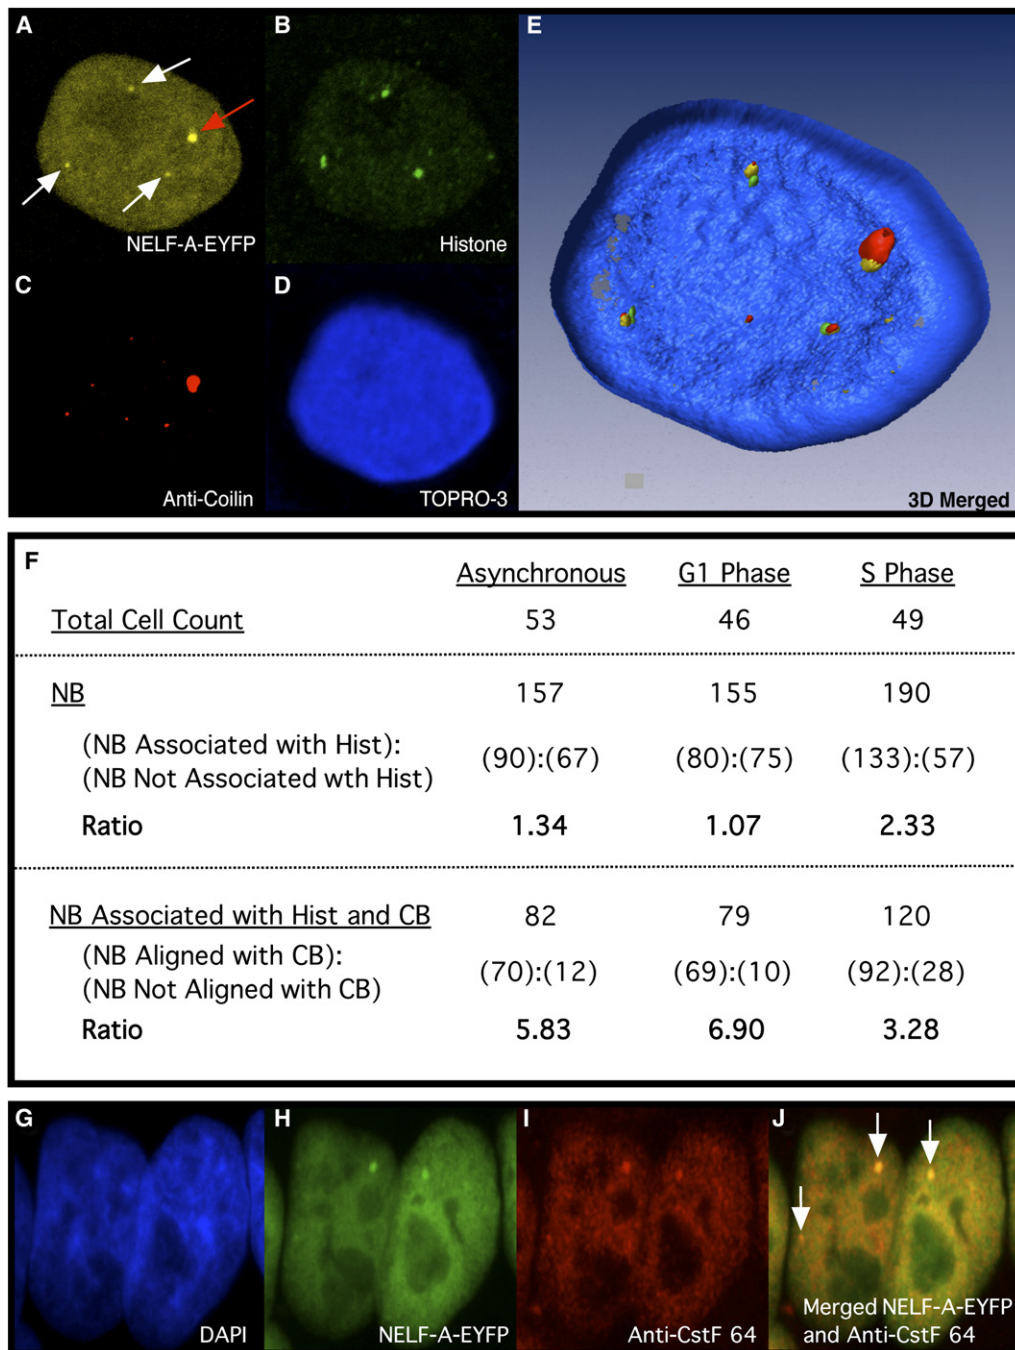 A
B
E
NELF-A-EYFP
Histone
C
D
Anti-Coilin
TOPRO-3
3D Merged
F
Asynchronous G1 Phase S Phase
Total Cell Count 53 46 49
NB 157 155 190
(NB Associated with Hist):
(NB Not Associated wth Hist)
(90):(67) (80):(75) (133):(57)
Ratio 1.34 1.07 2.33
NB Associated with Hist and CB 82 79 120
(NB Aligned with CB):
(NB Not Aligned with CB)
(70):(12) (69):(10) (92):(28)
Ratio 5.83 6.90 3.28
G
H
I
J
DAPI
NELF-A-EYFP
Anti-CstF 64
Merged NELF-A-EYFP
and Anti-CstF 64